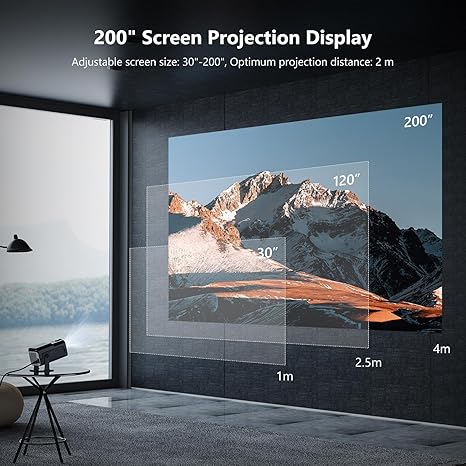 200" Screen Projection Display
Adjustable screen size: 30"-200", Optimum projection distance: 2 m
200"
120"
30"
4m
2.5m
1m